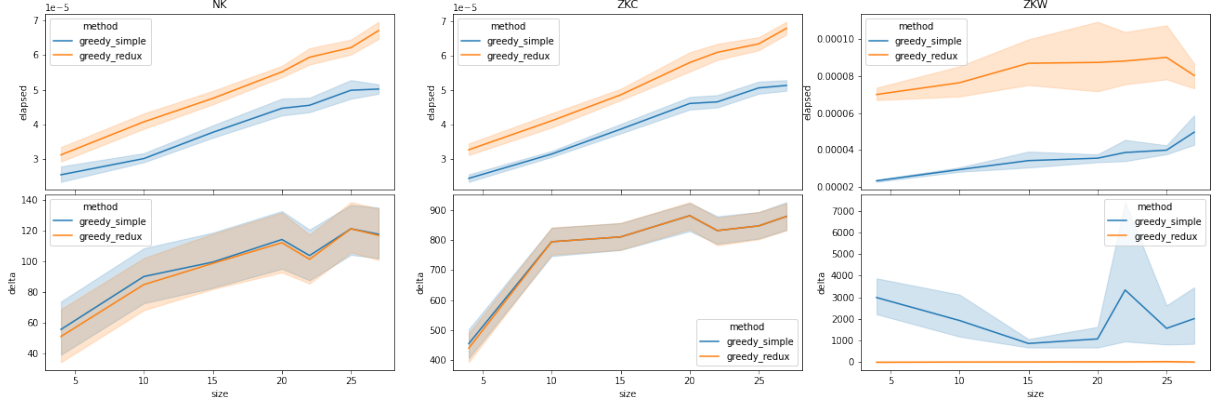 NK
1e−5
7
6
5
4
3
elapsed
method
greedy_simple
greedy_redux
ZKC
1e−5
7
6
5
4
3
elapsed
method
greedy_simple
greedy_redux
ZKW
0.00010
0.00008
0.00006
0.00004
0.00002
elapsed
method
greedy_simple
greedy_redux
140
120
100
80
60
40
delta
method
greedy_simple
greedy_redux
5 10 15 20 25
size
900
800
700
600
500
400
delta
method
greedy_simple
greedy_redux
5 10 15 20 25
size
7000
6000
5000
4000
3000
2000
1000
0
delta
method
greedy_simple
greedy_redux
5 10 15 20 25
size